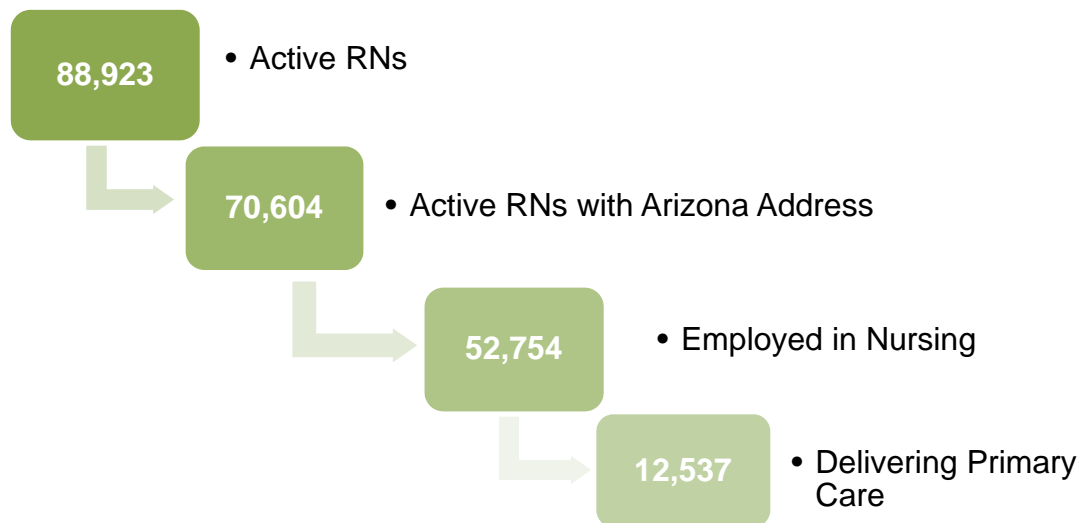 88,923
• Active RNs
70,604
• Active RNs with Arizona Address
52,754
• Employed in Nursing
12,537
• Delivering Primary
Care